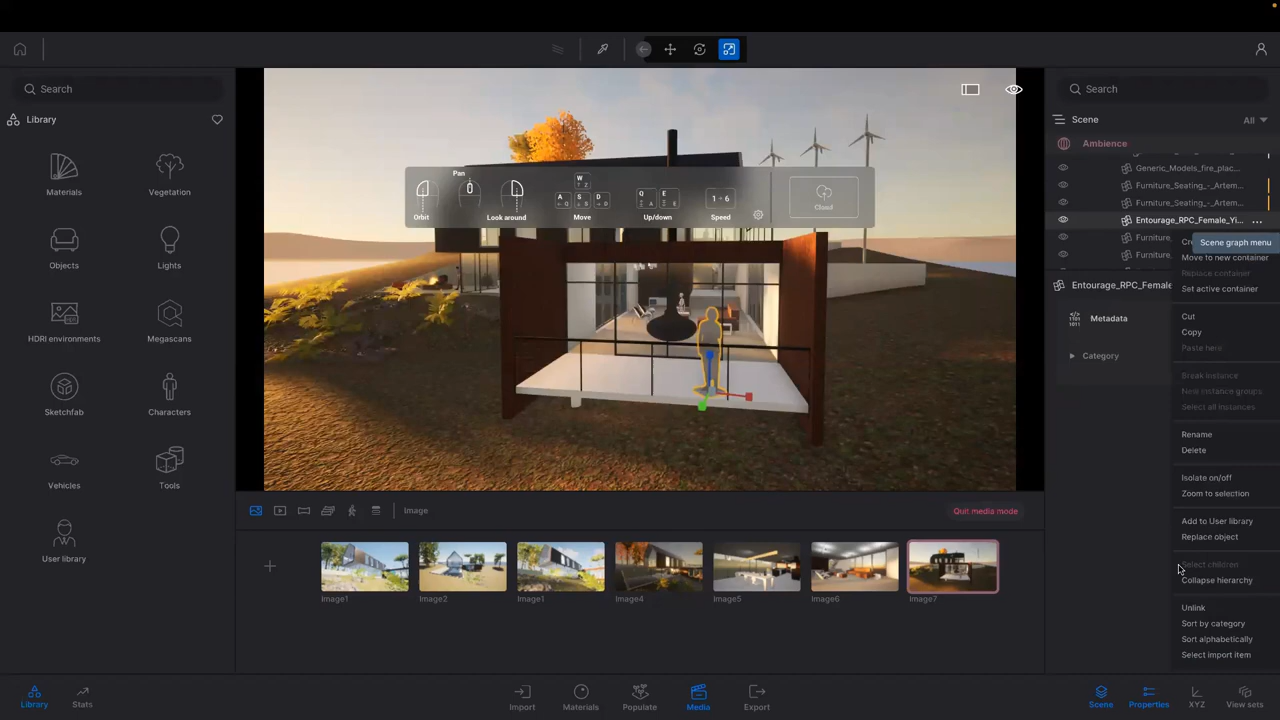 Search
Library
Materials
Vegetation
Objects
Lights
HDRI environments
Megascans
Sketchfab
Characters
Vehicles
Tools
User library
Pan
Orbit
Look around
W
T Z
A S D
Move
Q E
Up/down
1 ÷ 6
Speed
Cloud
Image
Quit media mode
Image1
Image2
Image1
Image4
Image5
Image6
Image7
Search
Scene
All
Ambience
Generic_Models_fire_plac...
Furniture_Seating_-_Artem...
Furniture_Seating_-_Artem...
Entourage_RPC_Female_Yi...
...
Furniture_
Furniture_
Scene graph menu
Move to new container
Replace container
Set active container
Cut
Copy
Paste here
Break instance
New instance groups
Select all instances
Rename
Delete
Isolate on/off
Zoom to selection
Add to User library
Replace object
Select children
Collapse hierarchy
Unlink
Sort by category
Sort alphabetically
Select import item
Entourage_RPC_Female
Metadata
Category
Library
Stats
Import
Materials
Populate
Media
Export
Scene
Properties
XYZ
View sets